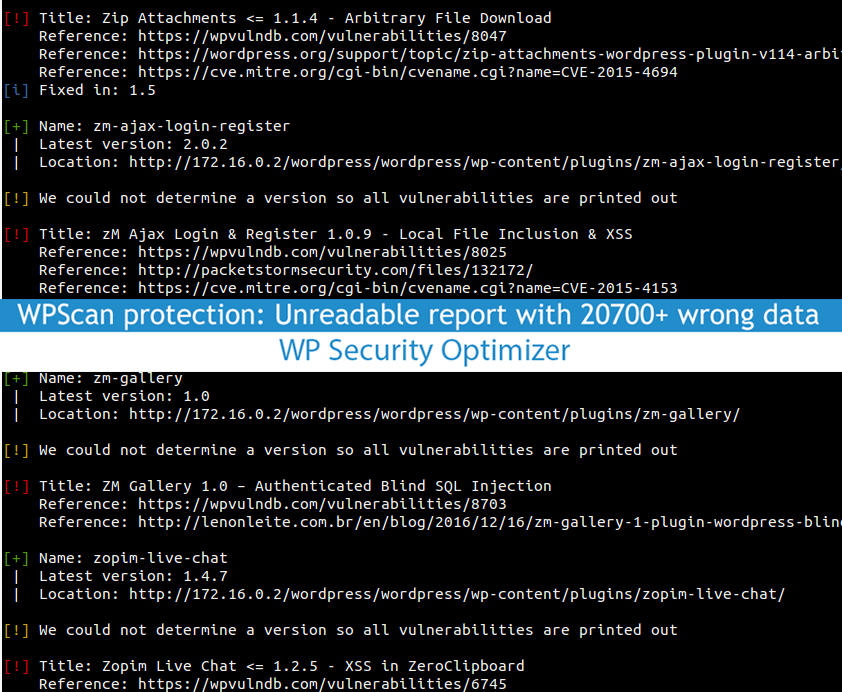 [!] Title: Zip Attachments <= 1.1.4 - Arbitrary File Download
Reference: https://wpvulndb.com/vulnerabilities/8047
Reference: https://wordpress.org/support/topic/zip-attachments-wordpress-plugin-v114-arbi
Reference: https://cve.mitre.org/cgi-bin/cvename.cgi?name=CVE-2015-4694
[i] Fixed in: 1.5
[+] Name: zm-ajax-login-register
| Latest version: 2.0.2
| Location: http://172.16.0.2/wordpress/wordpress/wp-content/plugins/zm-ajax-login-register/
[!] We could not determine a version so all vulnerabilities are printed out
[!] Title: zM Ajax Login & Register 1.0.9 - Local File Inclusion & XSS
Reference: https://wpvulndb.com/vulnerabilities/8025
Reference: http://packetstormsecurity.com/files/132172/
Reference: https://cve.mitre.org/cgi-bin/cvename.cgi?name=CVE-2015-4153
WPScan protection: Unreadable report with 20700+ wrong data
WP Security Optimizer
[+] Name: zm-gallery
| Latest version: 1.0
| Location: http://172.16.0.2/wordpress/wordpress/wp-content/plugins/zm-gallery/
[!] We could not determine a version so all vulnerabilities are printed out
[!] Title: ZM Gallery 1.0 – Authenticated Blind SQL Injection
Reference: https://wpvulndb.com/vulnerabilities/8703
Reference: http://lenonleite.com.br/en/blog/2016/12/16/zm-gallery-1-plugin-wordpress-blin
[+] Name: zopim-live-chat
| Latest version: 1.4.7
| Location: http://172.16.0.2/wordpress/wordpress/wp-content/plugins/zopim-live-chat/
[!] We could not determine a version so all vulnerabilities are printed out
[!] Title: Zopim Live Chat <= 1.2.5 - XSS in ZeroClipboard
Reference: https://wpvulndb.com/vulnerabilities/6745